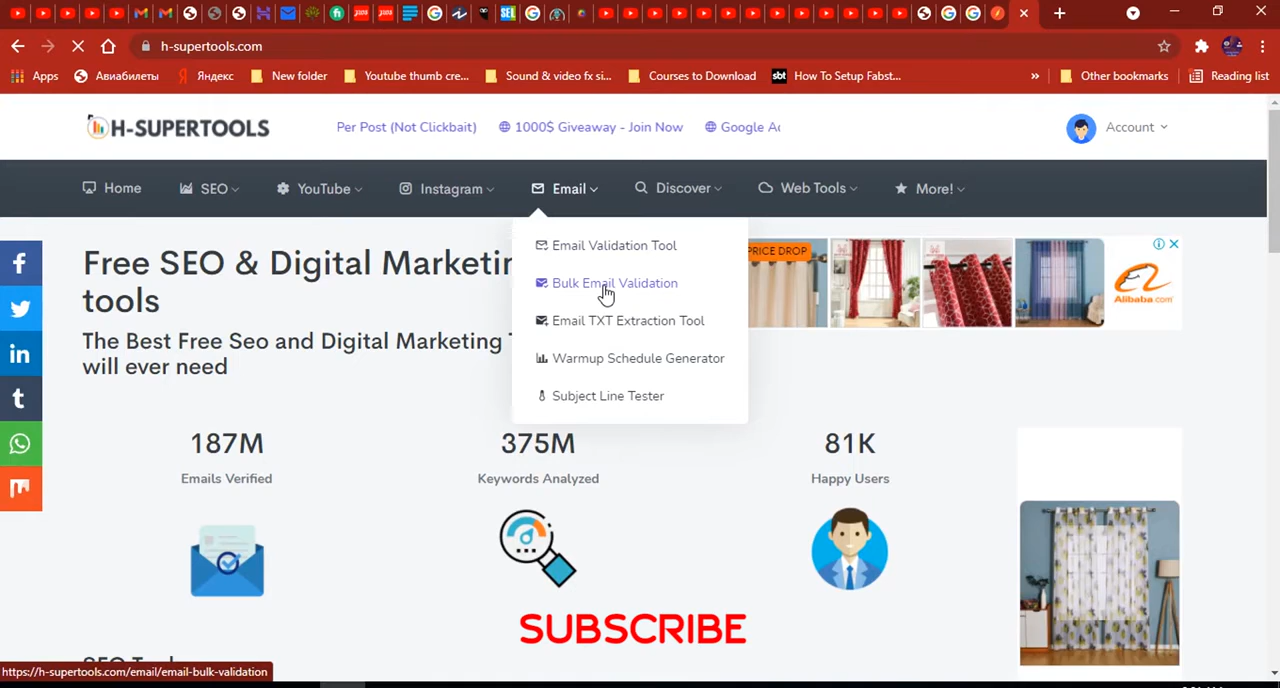 h-supertools.com
Apps
Авиабилеты
Яндекс
New folder
Youtube thumb cre...
Sound & video fx si...
Courses to Download
sbt
How To Setup Fabst...
»
Other bookmarks
Reading list
H-SUPERTOOLS
Per Post (Not Clickbait)
1000$ Giveaway - Join Now
Google Ac
Account
Home
SEO
YouTube
Instagram
Email
Discover
Web Tools
More!
Email Validation Tool
Bulk Email Validation
Email TXT Extraction Tool
Warmup Schedule Generator
Subject Line Tester
Free SEO & Digital Marketin
tools
The Best Free Seo and Digital Marketing T
will ever need
PRICE DROP
Alibaba.com
187M
Emails Verified
375M
Keywords Analyzed
81K
Happy Users
SUBSCRIBE
https://h-supertools.com/email/email-bulk-validation